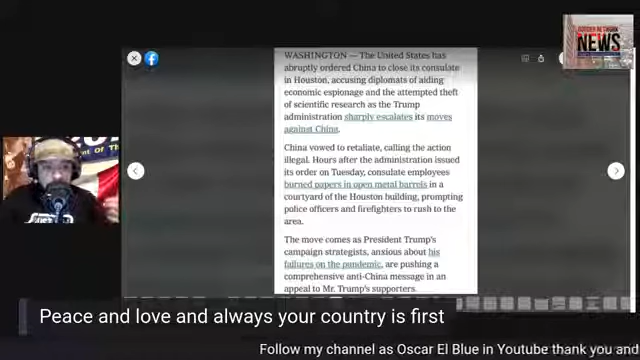 BORDER NETWORK
NEWS
WASHINGTON — The United States has
abruptly ordered China to close its consulate
in Houston, accusing diplomats of aiding
economic espionage and the attempted theft
of scientific research as the Trump
administration sharply escalates its moves
against China.
China vowed to retaliate, calling the action
illegal. Hours after the administration issued
its order on Tuesday, consulate employees
burned papers in open metal barrels in a
courtyard of the Houston building, prompting
police officers and firefighters to rush to the
area.
The move comes as President Trump's
campaign strategists, anxious about his
failures on the pandemic, are pushing a
comprehensive anti-China message in an
appeal to Mr. Trump's supporters.
Peace and love and always your country is first
Follow my channel as Oscar El Blue in Youtube thank you and